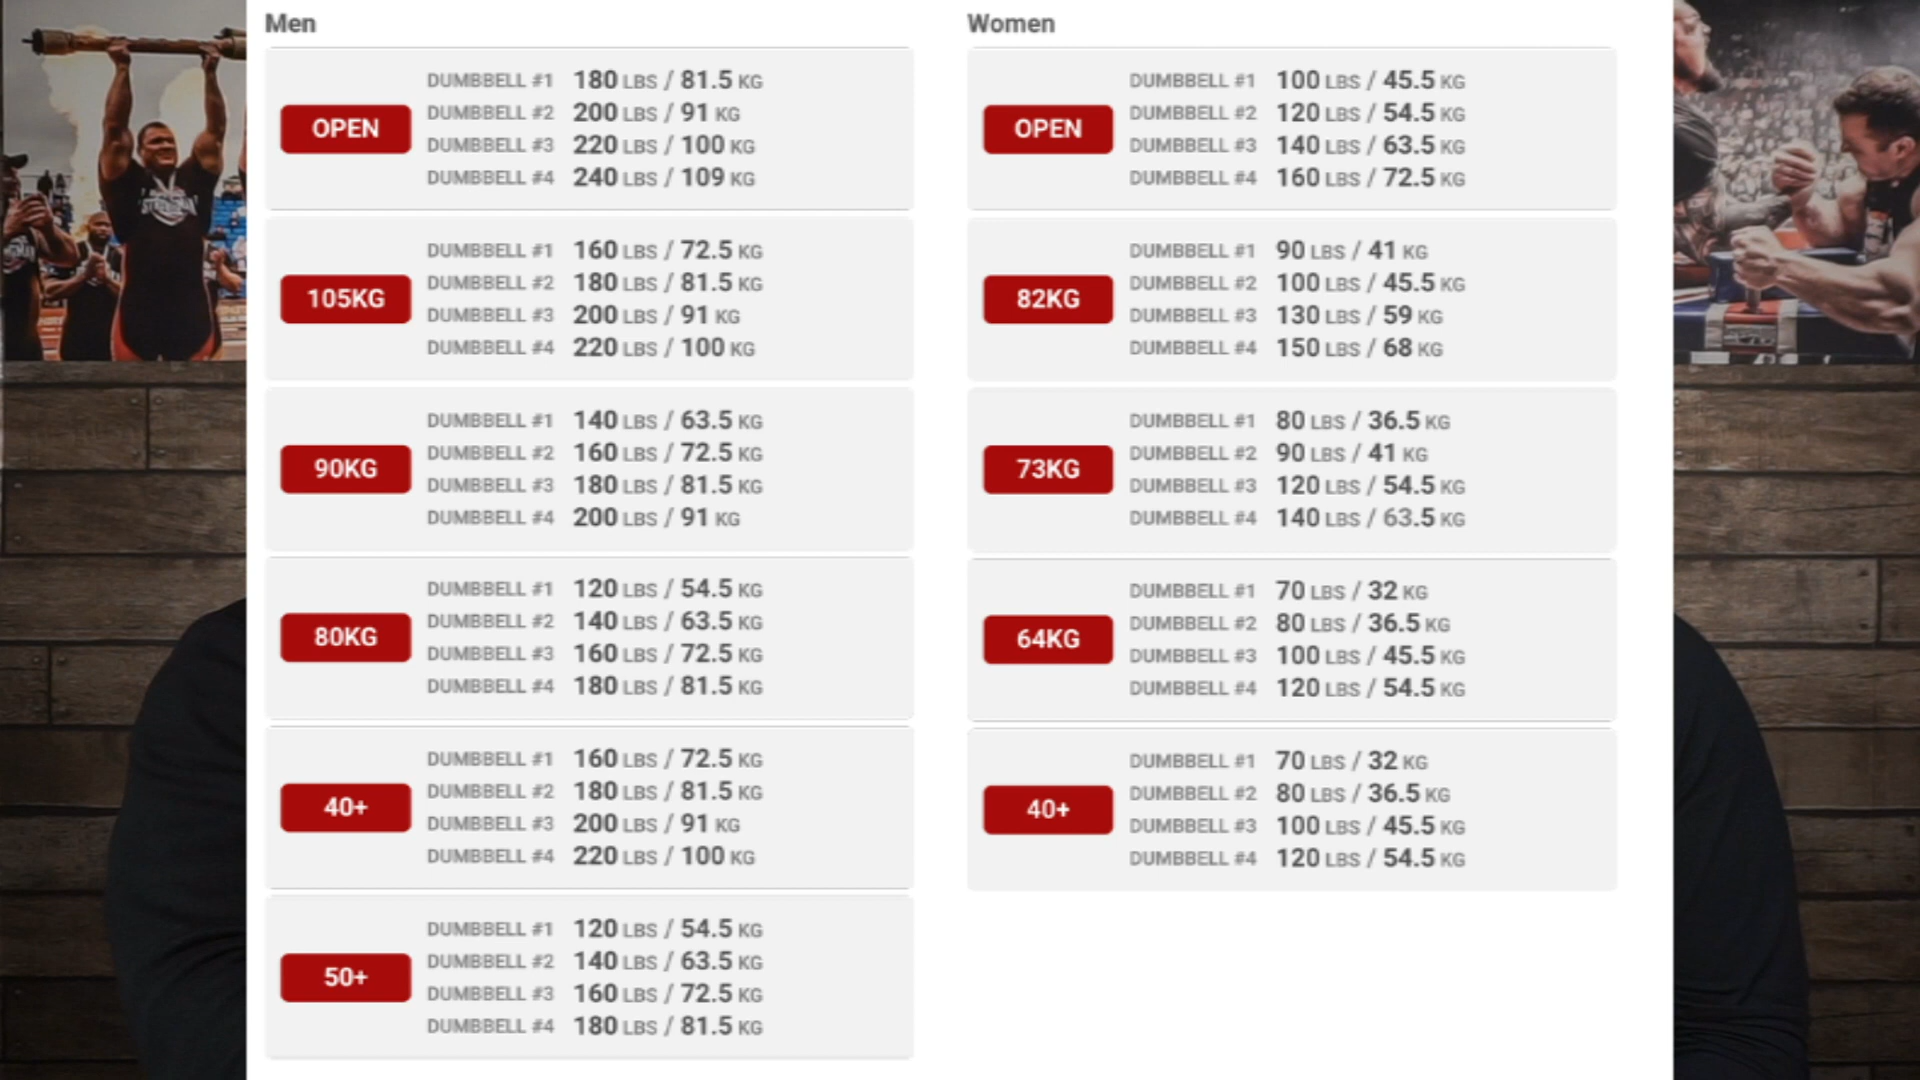 Men
OPEN
DUMBBELL #1 180 LBS / 81.5 KG
DUMBBELL #2 200 LBS / 91 KG
DUMBBELL #3 220 LBS / 100 KG
DUMBBELL #4 240 LBS / 109 KG
105KG
DUMBBELL #1 160 LBS / 72.5 KG
DUMBBELL #2 180 LBS / 81.5 KG
DUMBBELL #3 200 LBS / 91 KG
DUMBBELL #4 220 LBS / 100 KG
90KG
DUMBBELL #1 140 LBS / 63.5 KG
DUMBBELL #2 160 LBS / 72.5 KG
DUMBBELL #3 180 LBS / 81.5 KG
DUMBBELL #4 200 LBS / 91 KG
80KG
DUMBBELL #1 120 LBS / 54.5 KG
DUMBBELL #2 140 LBS / 63.5 KG
DUMBBELL #3 160 LBS / 72.5 KG
DUMBBELL #4 180 LBS / 81.5 KG
40+
DUMBBELL #1 160 LBS / 72.5 KG
DUMBBELL #2 180 LBS / 81.5 KG
DUMBBELL #3 200 LBS / 91 KG
DUMBBELL #4 220 LBS / 100 KG
50+
DUMBBELL #1 120 LBS / 54.5 KG
DUMBBELL #2 140 LBS / 63.5 KG
DUMBBELL #3 160 LBS / 72.5 KG
DUMBBELL #4 180 LBS / 81.5 KG
Women
OPEN
DUMBBELL #1 100 LBS / 45.5 KG
DUMBBELL #2 120 LBS / 54.5 KG
DUMBBELL #3 140 LBS / 63.5 KG
DUMBBELL #4 160 LBS / 72.5 KG
82KG
DUMBBELL #1 90 LBS / 41 KG
DUMBBELL #2 100 LBS / 45.5 KG
DUMBBELL #3 130 LBS / 59 KG
DUMBBELL #4 150 LBS / 68 KG
73KG
DUMBBELL #1 80 LBS / 36.5 KG
DUMBBELL #2 90 LBS / 41 KG
DUMBBELL #3 120 LBS / 54.5 KG
DUMBBELL #4 140 LBS / 63.5 KG
64KG
DUMBBELL #1 70 LBS / 32 KG
DUMBBELL #2 80 LBS / 36.5 KG
DUMBBELL #3 100 LBS / 45.5 KG
DUMBBELL #4 120 LBS / 54.5 KG
40+
DUMBBELL #1 70 LBS / 32 KG
DUMBBELL #2 80 LBS / 36.5 KG
DUMBBELL #3 100 LBS / 45.5 KG
DUMBBELL #4 120 LBS / 54.5 KG